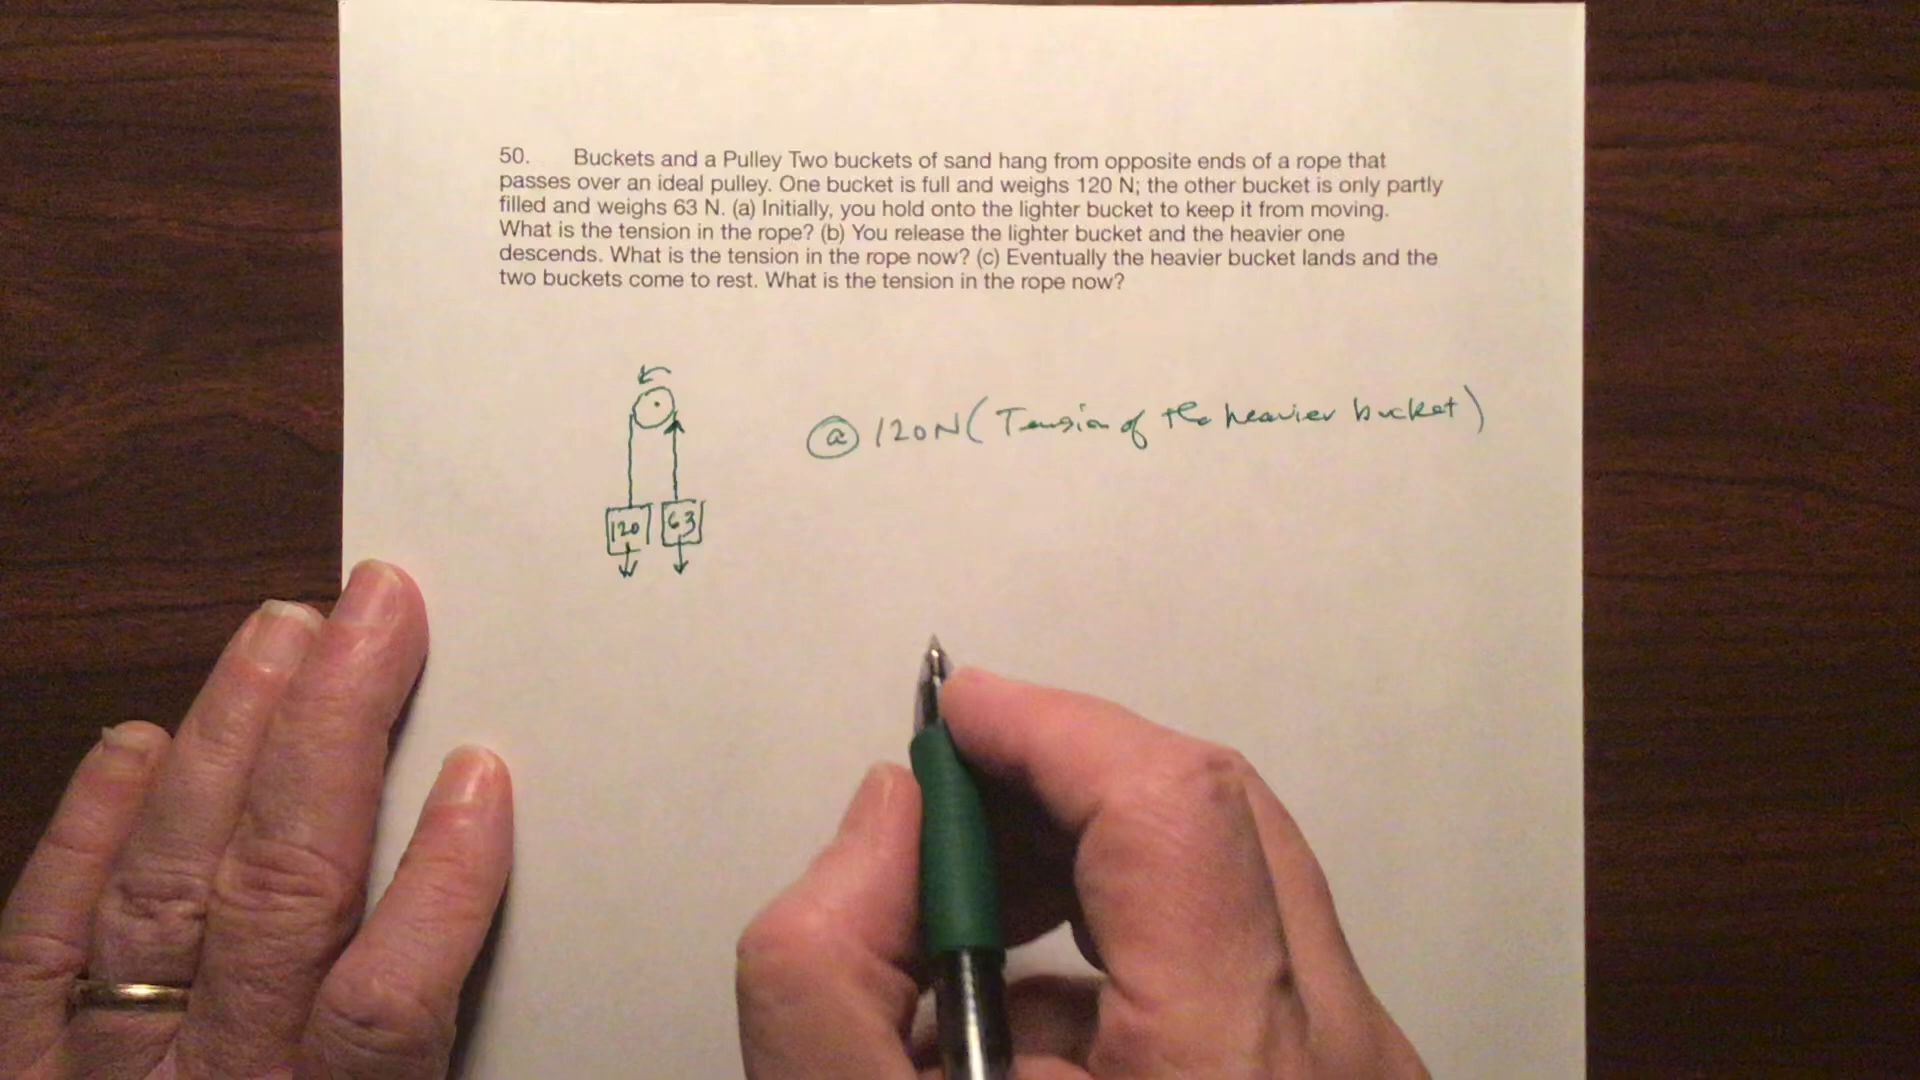 50. Buckets and a Pulley Two buckets of sand hang from opposite ends of a rope that
passes over an ideal pulley. One bucket is full and weighs 120 N; the other bucket is only partly
filled and weighs 63 N. (a) Initially, you hold onto the lighter bucket to keep it from moving.
What is the tension in the rope? (b) You release the lighter bucket and the heavier one
descends. What is the tension in the rope now? (c) Eventually the heavier bucket lands and the
two buckets come to rest. What is the tension in the rope now?
ⓐ 120N (Tension of the heavier bucket)
120 63